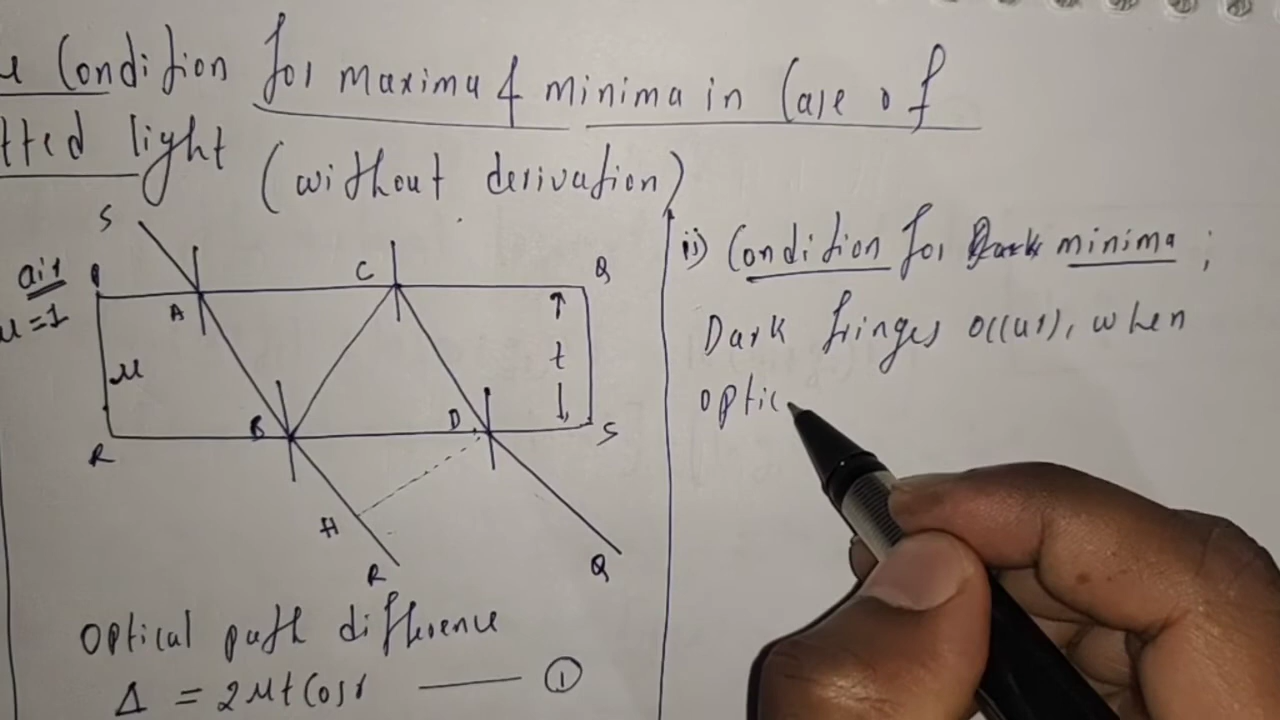 Condition for maxima & minima in Case of
tted light (without derivation)
S
air
μ = 1
A
C
Q
μ
t
R
B
D
S
H
R
Q
Optical path difference
Δ = 2μt Cosr —— ①
ii) Condition for minima ;
Dark fringes occurs, when
optic